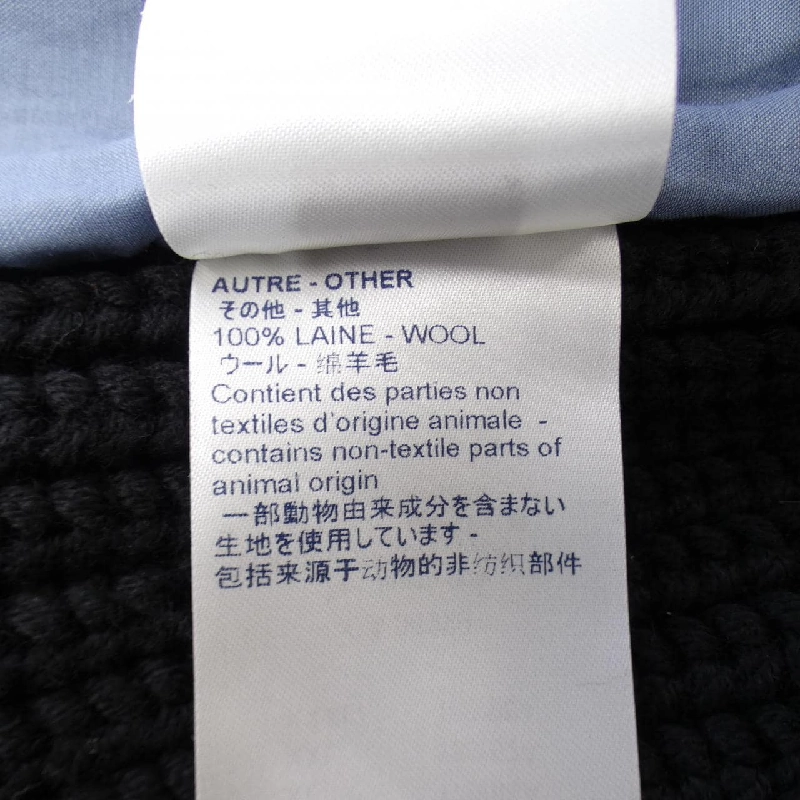 AUTRE - OTHER
その他 - 其他
100% LAINE - WOOL
ウール - 绵羊毛
Contient des parties non
textiles d'origine animale -
contains non-textile parts of
animal origin
一部動物由来成分を含まない
生地を使用しています -
包括来源于动物的非纺织部件